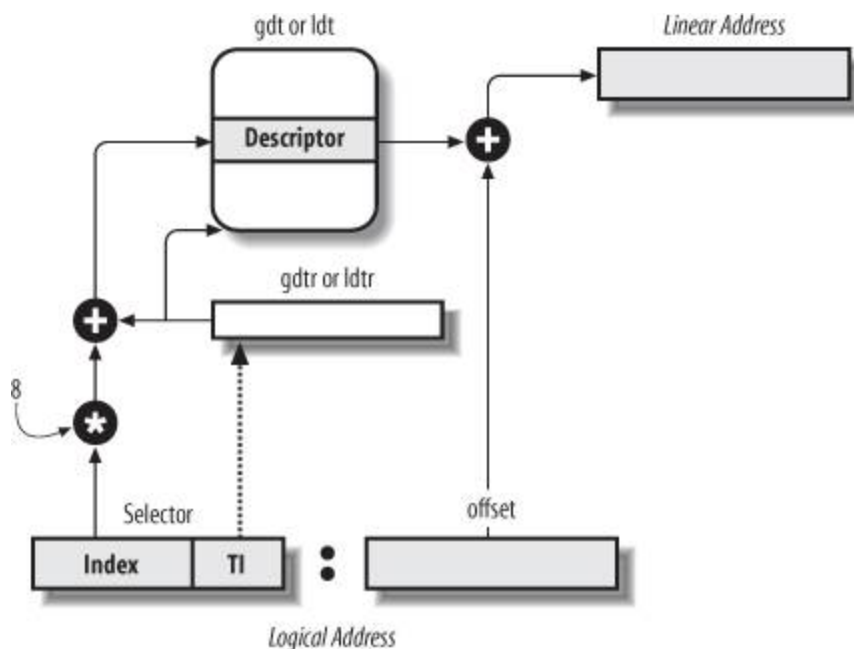 gdt or ldt
Linear Address
Descriptor
+
gdtr or ldtr
+
8
*
Selector
offset
Index
TI
:
Logical Address